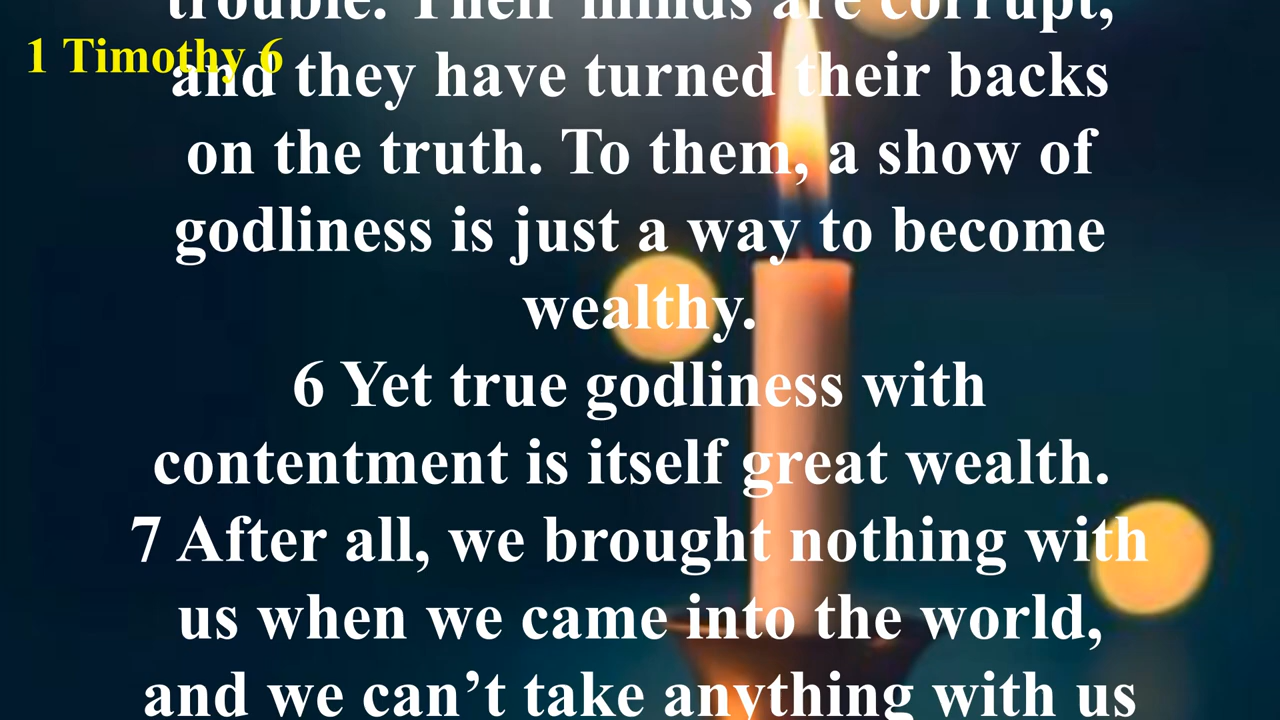 trouble. Their minds are corrupt,
1 Timothy 6
and they have turned their backs
on the truth. To them, a show of
godliness is just a way to become
wealthy.
6 Yet true godliness with
contentment is itself great wealth.
7 After all, we brought nothing with
us when we came into the world,
and we can’t take anything with us